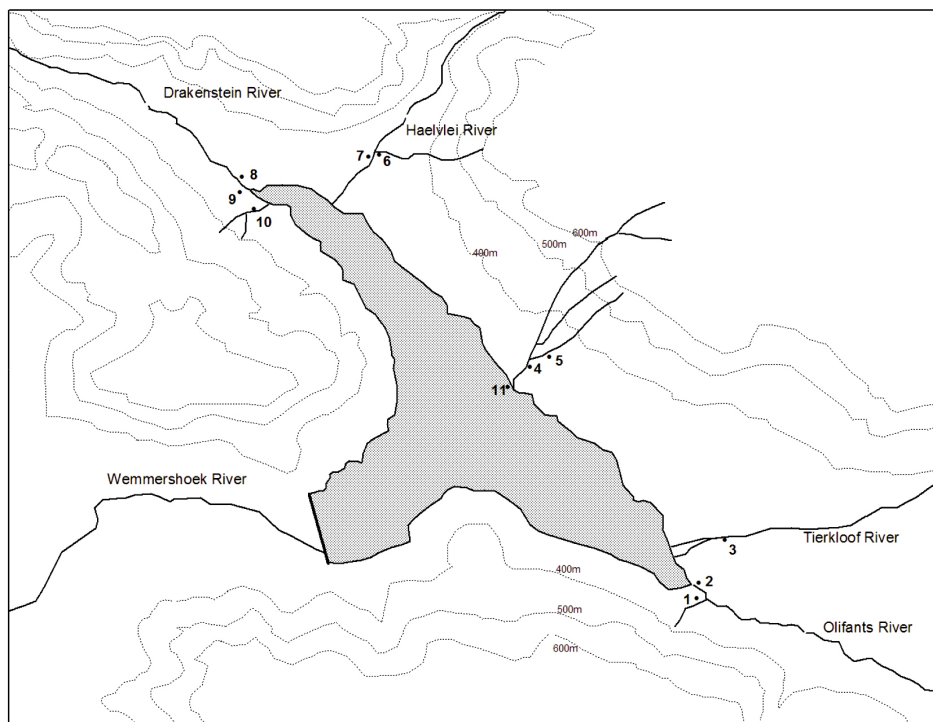 Drakenstein River
Haelvlei River
7
6
8
9
10
600m
500m
400m
5
4
11
Wemmershoek River
Tierkloof River
3
400m
2
1
500m
Olifants River
600m